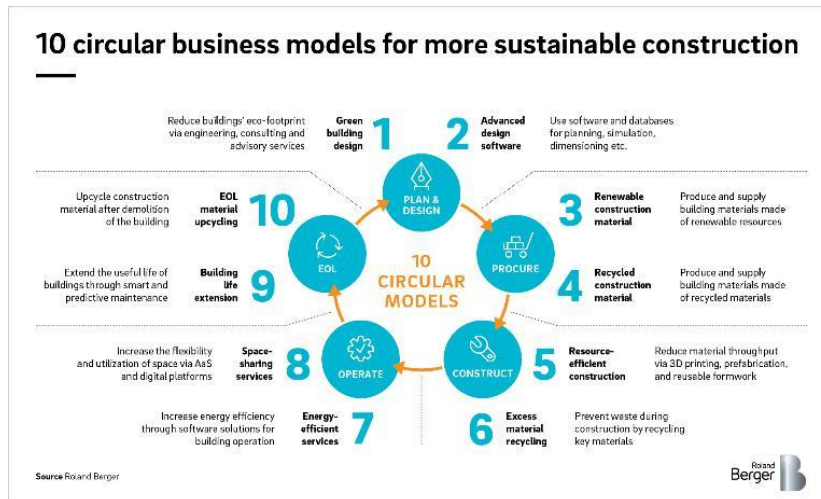 10 circular business models for more sustainable construction
Reduce buildings' eco-footprint
via engineering, consulting and
advisory services
Green
building
design
1
2
Advanced
design
software
Use software and databases
for planning, simulation,
dimensioning etc.
PLAN &
DESIGN
3
Renewable
construction
material
Produce and supply
building materials made
of renewable resources
PROCURE
4
Recycled
construction
material
Produce and supply
building materials made
of recycled materials
5
Resource-
efficient
construction
Reduce material throughput
via 3D printing, prefabrication,
and reusable formwork
CONSTRUCT
6
Excess
material
recycling
Prevent waste during
construction by recycling
key materials
Increase energy efficiency
through software solutions for
building operation
Energy-
efficient
services
7
OPERATE
Increase the flexibility
and utilization of space via AaS
and digital platforms
Space-
sharing
services
8
Extend the useful life of
buildings through smart and
predictive maintenance
Building
life
extension
9
EOL
Upcycle construction
material after demolition
of the building
EOL
material
upcycling
10
10
CIRCULAR
MODELS
Source Roland Berger
Roland
Berger
B